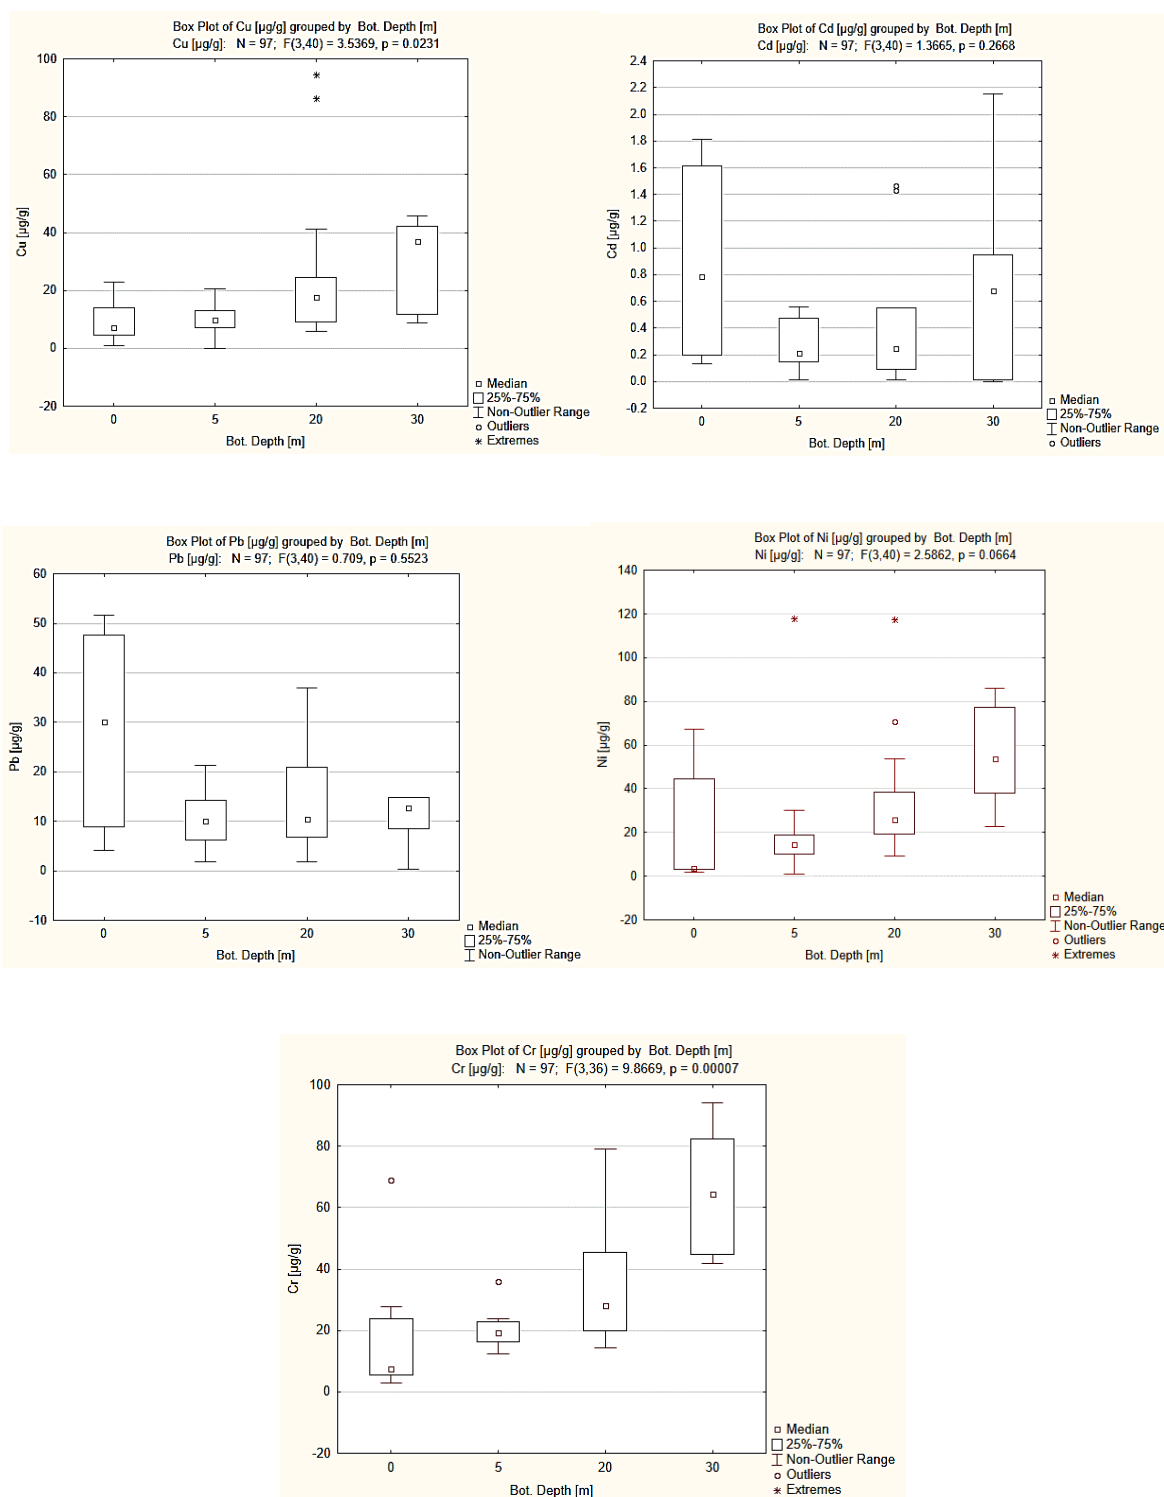 Box Plot of Cu [µg/g] grouped by Bot. Depth [m]
Cu [µg/g]: N = 97; F(3,40) = 3.5369, p = 0.0231
100
80
60
40
20
0
-20
Cu [µg/g]
0 5 20 30
Bot. Depth [m]
Median
25%-75%
Non-Outlier Range
Outliers
Extremes
Box Plot of Cd [µg/g] grouped by Bot. Depth [m]
Cd [µg/g]: N = 97; F(3,40) = 1.3665, p = 0.2668
2.4
2.2
2.0
1.8
1.6
1.4
1.2
1.0
0.8
0.6
0.4
0.2
0.0
-0.2
Cd [µg/g]
0 5 20 30
Bot. Depth [m]
Median
25%-75%
Non-Outlier Range
Outliers
Box Plot of Pb [µg/g] grouped by Bot. Depth [m]
Pb [µg/g]: N = 97; F(3,40) = 0.709, p = 0.5523
60
50
40
30
20
10
0
-10
Pb [µg/g]
0 5 20 30
Bot. Depth [m]
Median
25%-75%
Non-Outlier Range
Box Plot of Ni [µg/g] grouped by Bot. Depth [m]
Ni [µg/g]: N = 97; F(3,40) = 2.5862, p = 0.0664
140
120
100
80
60
40
20
0
-20
Ni [µg/g]
0 5 20 30
Bot. Depth [m]
Median
25%-75%
Non-Outlier Range
Outliers
Extremes
Box Plot of Cr [µg/g] grouped by Bot. Depth [m]
Cr [µg/g]: N = 97; F(3,36) = 9.8669, p = 0.00007
100
80
60
40
20
0
-20
Cr [µg/g]
0 5 20 30
Bot. Depth [m]
Median
25%-75%
Non-Outlier Range
Outliers
Extremes